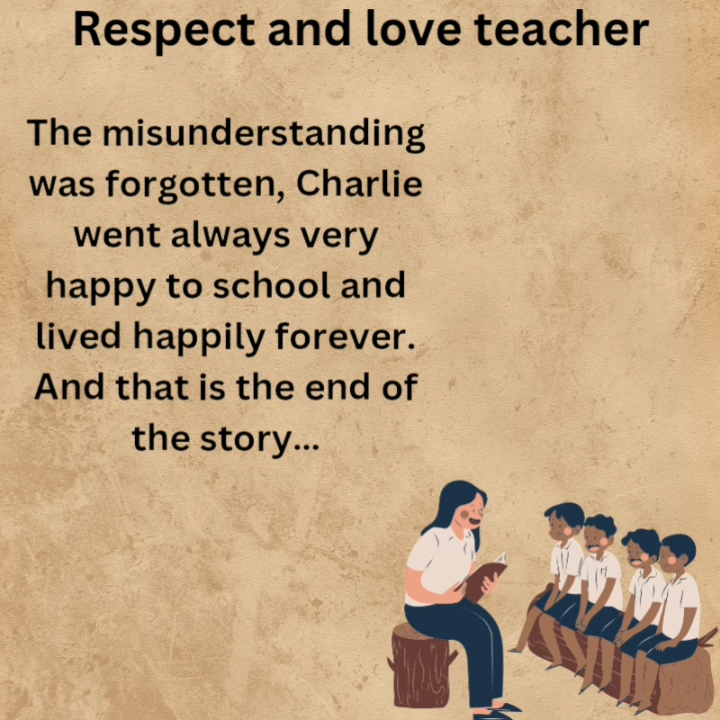 Respect and love teacher
The misunderstanding
was forgotten, Charlie
went always very
happy to school and
lived happily forever.
And that is the end of
the story...